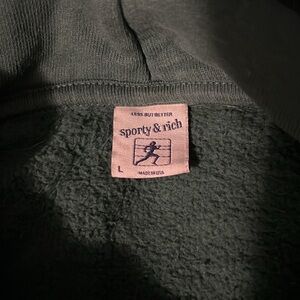 LESS BUT BETTER
sporty & rich
L
MADE IN USA